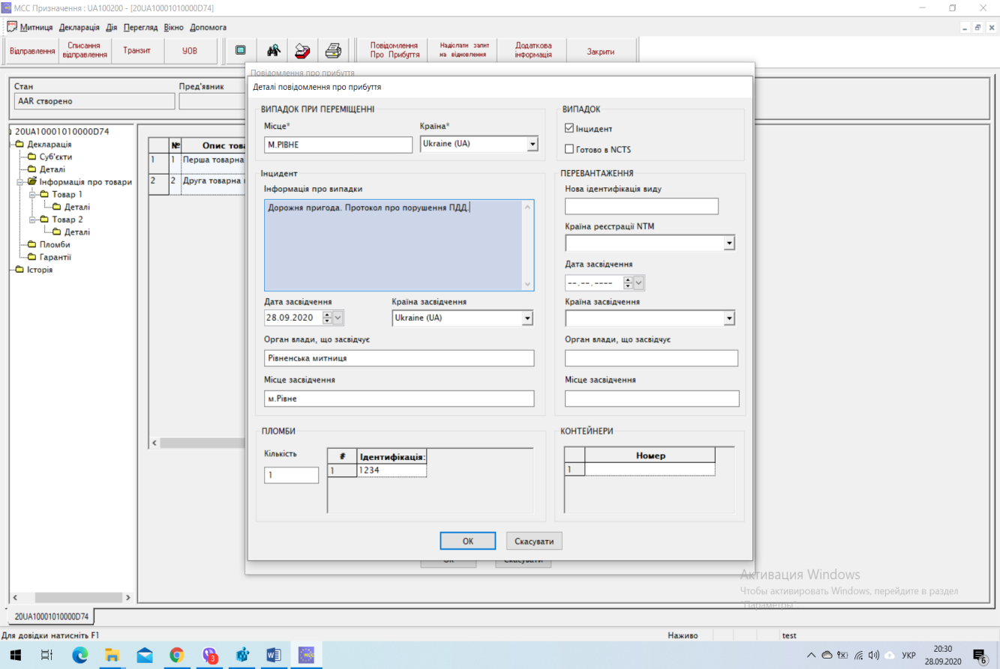 МСС Призначення : UA100200 - [20UA10001010000D74]
Митниця Декларація Дія Перегляд Вікно Допомога
Відправлення
Списання відправлення
Транзит
УОВ
Повідомлення Про Прибуття
Надіслати запит на відновлення
Додаткова інформація
Закрити
Повідомлення про прибуття
Деталі повідомлення про прибуття
Стан
Пред'явник
AAR створено
20UA10001010000D74
Декларація
Суб'єкти
Деталі
Інформація про товари
Товар 1
Деталі
Товар 2
Деталі
Пломби
Гарантії
Історія
№ Опис това
1 1 Перша товарна
2 2 Друга товарна
ВИПАДОК ПРИ ПЕРЕМІЩЕННІ
Місце*
Країна*
М.РІВНЕ
Ukraine (UA)
ВИПАДОК
Інцидент
Готово в NCTS
Інцидент
Інформація про випадки
Дорожня пригода. Протокол про порушення ПДД.
Дата засвідчення
Країна засвідчення
28.09.2020
Ukraine (UA)
Орган влади, що засвідчує
Рівненська митниця
Місце засвідчення
м.Рівне
ПЕРЕВАНТАЖЕННЯ
Нова ідентифікація виду
Країна реєстрації NTM
Дата засвідчення
--.--.----
Країна засвідчення
Орган влади, що засвідчує
Місце засвідчення
ПЛОМБИ
Кількість
1
# Ідентифікація:
1 1234
КОНТЕЙНЕРИ
Номер
1
ОК
Скасувати
ОК
Скасувати
Активация Windows
Чтобы активировать Windows, перейдите в раздел
"Параметры".
20UA10001010000D74
Для довідки натисніть F1
Наживо
test
3
МСС
УКР
20:30
28.09.2020
6